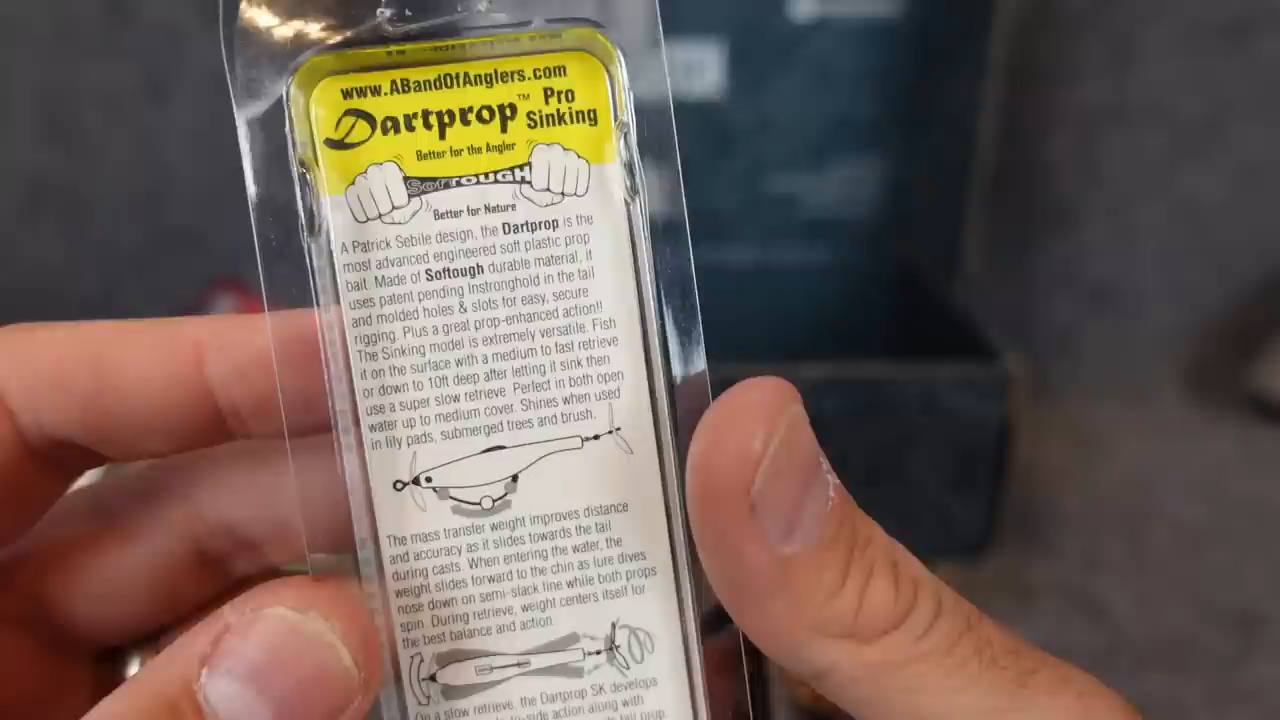 www.ABandOfAnglers.com
Dartprop™ Pro Sinking
Better for the Angler
SofTOUGH
Better for Nature
A Patrick Sebile design, the Dartprop is the
most advanced engineered soft plastic prop
bait. Made of Softough durable material, it
uses patent pending Instronghold in the tail
and molded holes & slots for easy, secure
rigging. Plus a great prop-enhanced action!!
The Sinking model is extremely versatile. Fish
it on the surface with a medium to fast retrieve
or down to 10ft deep after letting it sink then
use a super slow retrieve. Perfect in both open
water up to medium cover. Shines when used
in lily pads, submerged trees and brush.
The mass transfer weight improves distance
and accuracy as it slides towards the tail
during casts. When entering the water, the
weight slides forward to the chin as lure dives
nose down on semi-slack line while both props
spin. During retrieve, weight centers itself for
the best balance and action.
On a slow retrieve, the Dartprop SK develops
-to-side action along with
tail prop